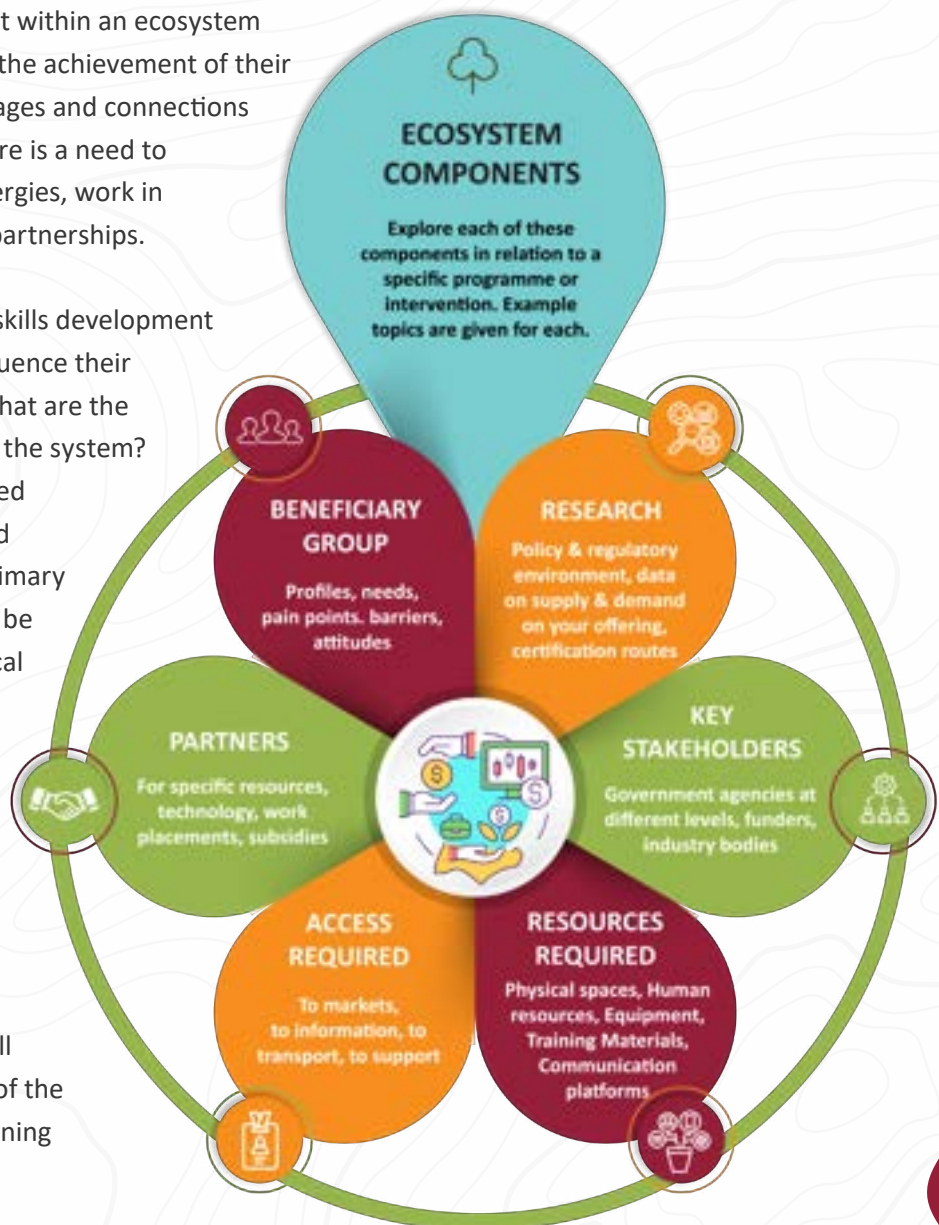 t within an ecosystem
the achievement of their
ages and connections
re is a need to
ergies, work in
partnerships.
skills development
uence their
hat are the
the system?
ed
d
imary
be
cal
ll
of the
ning
ECOSYSTEM
COMPONENTS
Explore each of these
components in relation to a
specific programme or
intervention. Example
topics are given for each.
BENEFICIARY
GROUP
Profiles, needs,
pain points. barriers,
attitudes
RESEARCH
Policy & regulatory
environment, data
on supply & demand
on your offering,
certification routes
PARTNERS
For specific resources,
technology, work
placements, subsidies
KEY
STAKEHOLDERS
Government agencies at
different levels, funders,
industry bodies
ACCESS
REQUIRED
To markets,
to information, to
transport, to support
RESOURCES
REQUIRED
Physical spaces, Human
resources, Equipment,
Training Materials,
Communication
platforms